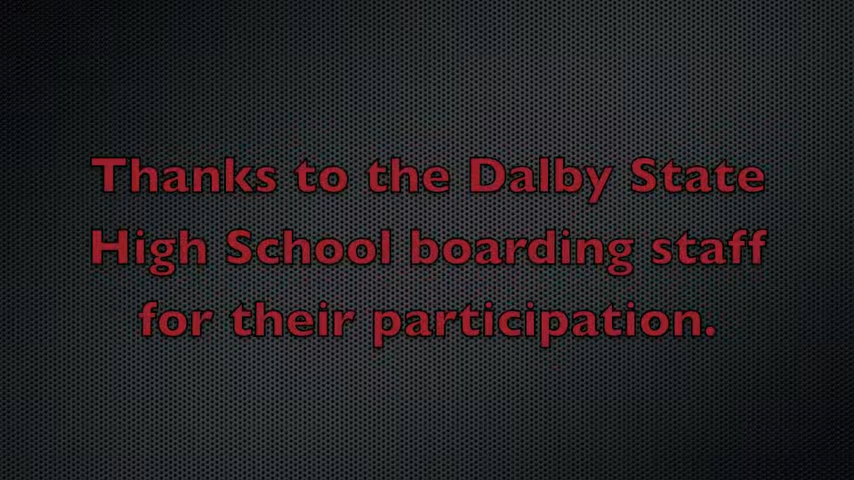 Thanks to the Dalby State
High School boarding staff
for their participation.